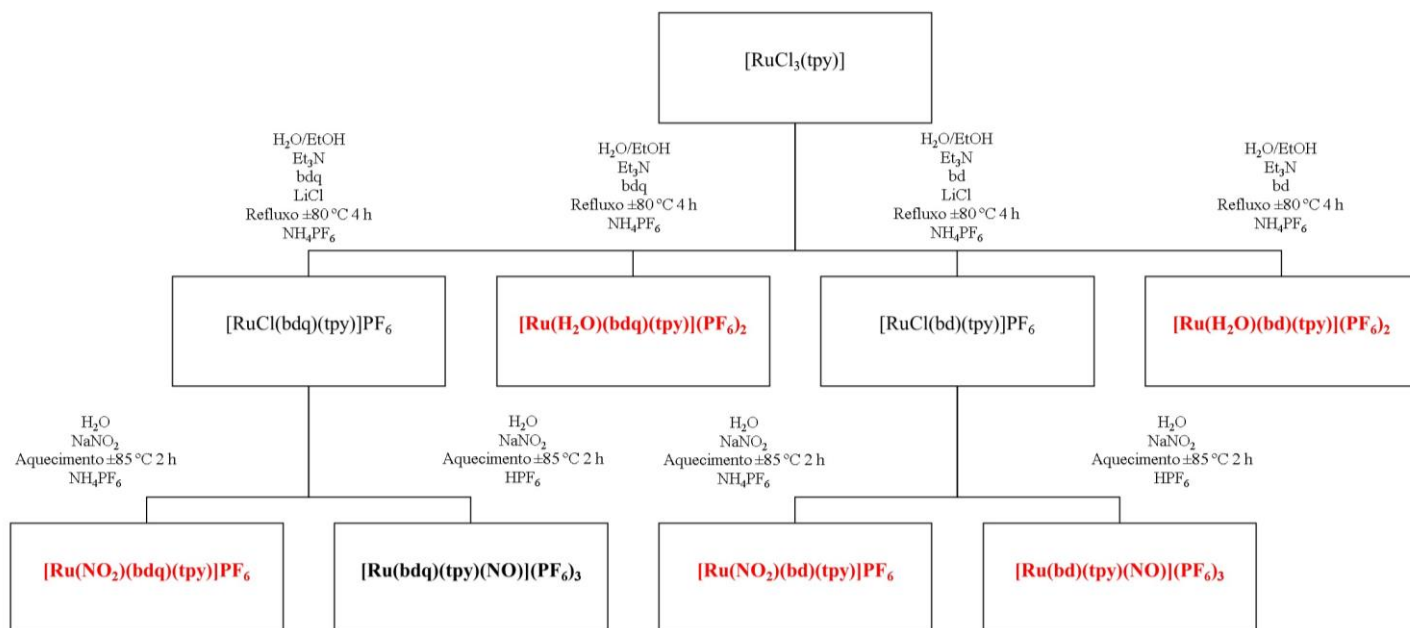 [RuCl₃(tpy)]
H₂O/EtOH
Et₃N
bdq
LiCl
Refluxo ±80 °C 4 h
NH₄PF₆
H₂O/EtOH
Et₃N
bdq
Refluxo ±80 °C 4 h
NH₄PF₆
H₂O/EtOH
Et₃N
bd
LiCl
Refluxo ±80 °C 4 h
NH₄PF₆
H₂O/EtOH
Et₃N
bd
Refluxo ±80 °C 4 h
NH₄PF₆
[RuCl(bdq)(tpy)]PF₆
[Ru(H₂O)(bdq)(tpy)](PF₆)₂
[RuCl(bd)(tpy)]PF₆
[Ru(H₂O)(bd)(tpy)](PF₆)₂
H₂O
NaNO₂
Aquecimento ±85 °C 2 h
NH₄PF₆
H₂O
NaNO₂
Aquecimento ±85 °C 2 h
HPF₆
H₂O
NaNO₂
Aquecimento ±85 °C 2 h
NH₄PF₆
H₂O
NaNO₂
Aquecimento ±85 °C 2 h
HPF₆
[Ru(NO₂)(bdq)(tpy)]PF₆
[Ru(bdq)(tpy)(NO)](PF₆)₃
[Ru(NO₂)(bd)(tpy)]PF₆
[Ru(bd)(tpy)(NO)](PF₆)₃